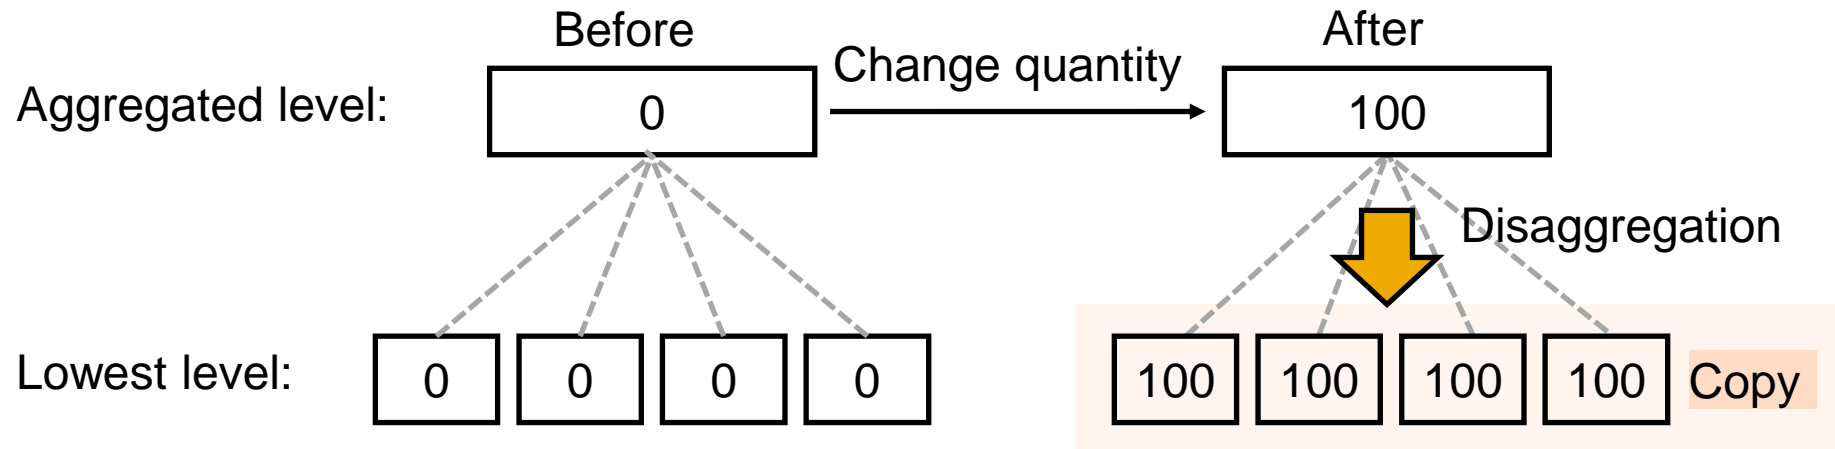 Before
After
Change quantity
Aggregated level:
0
100
Disaggregation
Lowest level:
0 0 0 0
100 100 100 100 Copy